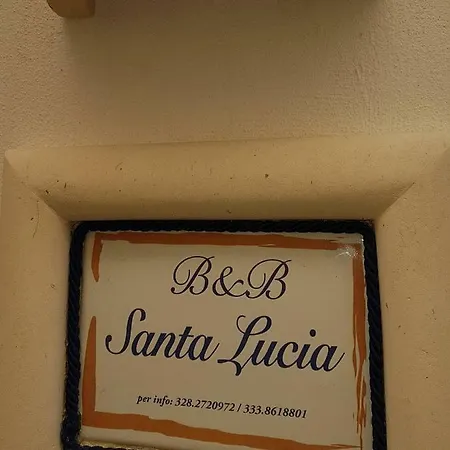 B&B
Santa Lucia
per info: 328.2720972 / 333.8618801